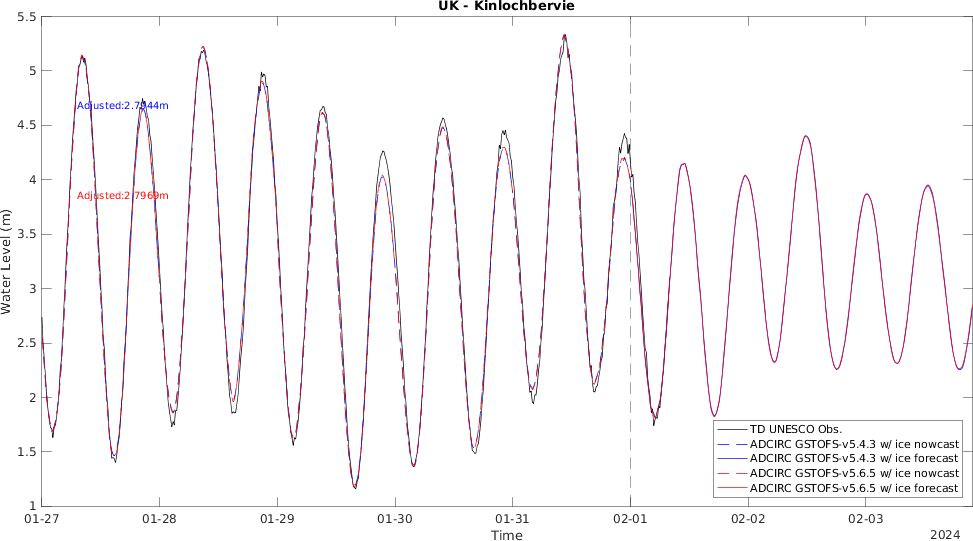 UK - Kinlochbervie
5.5
5
4.5
4
3.5
3
2.5
2
1.5
1
Water Level (m)
Adjusted:2.7944m
Adjusted:2.7969m
TD UNESCO Obs.
ADCIRC GSTOFS-v5.4.3 w/ ice nowcast
ADCIRC GSTOFS-v5.4.3 w/ ice forecast
ADCIRC GSTOFS-v5.6.5 w/ ice nowcast
ADCIRC GSTOFS-v5.6.5 w/ ice forecast
01-27 01-28 01-29 01-30 01-31 02-01 02-02 02-03
Time
2024